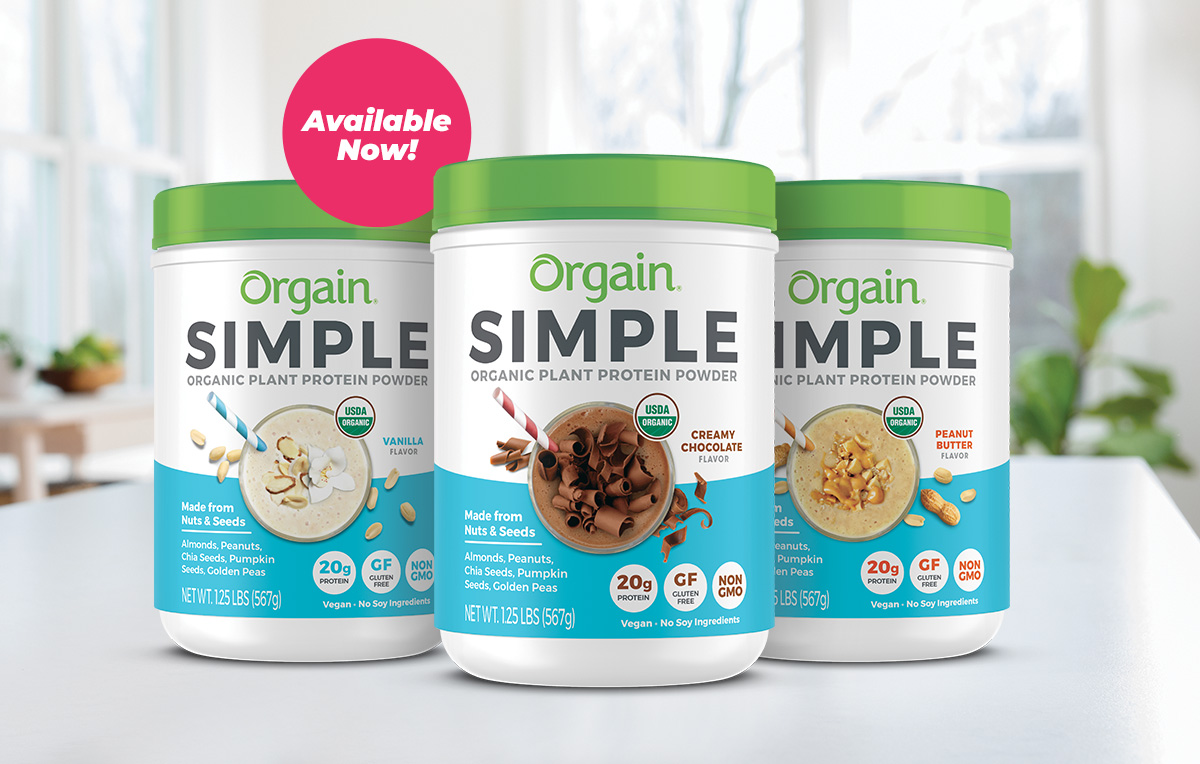 Available
Now!
Orgain
SIMPLE
ORGANIC PLANT PROTEIN POWDER
USDA
ORGANIC
VANILLA
FLAVOR
Made from
Nuts & Seeds
Almonds, Peanuts,
Chia Seeds, Pumpkin
Seeds, Golden Peas
20g
PROTEIN
GF
GLUTEN
FREE
NON
GMO
NET WT. 1.25 LBS (567g)
Vegan - No Soy Ingredients
Orgain
SIMPLE
ORGANIC PLANT PROTEIN POWDER
USDA
ORGANIC
CREAMY
CHOCOLATE
FLAVOR
Made from
Nuts & Seeds
Almonds, Peanuts,
Chia Seeds, Pumpkin
Seeds, Golden Peas
20g
PROTEIN
GF
GLUTEN
FREE
NON
GMO
NET WT. 1.25 LBS (567g)
Vegan - No Soy Ingredients
Orgain
IMPLE
NIC PLANT PROTEIN POWDER
USDA
ORGANIC
PEANUT
BUTTER
FLAVOR
m
eds
eanuts,
, Pumpkin
en Peas
20g
PROTEIN
GF
GLUTEN
FREE
NON
GMO
5 LBS (567g)
Vegan - No Soy Ingredients